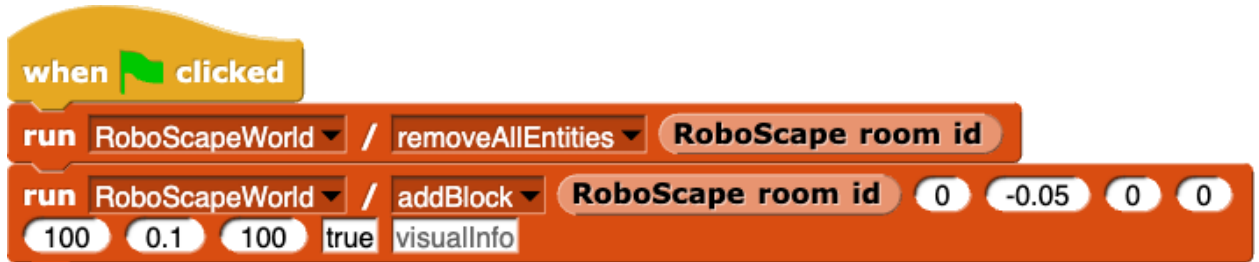 when clicked
run RoboScapeWorld / removeAllEntities RoboScape room id
run RoboScapeWorld / addBlock RoboScape room id 0 -0.05 0 0
100 0.1 100 true visualInfo